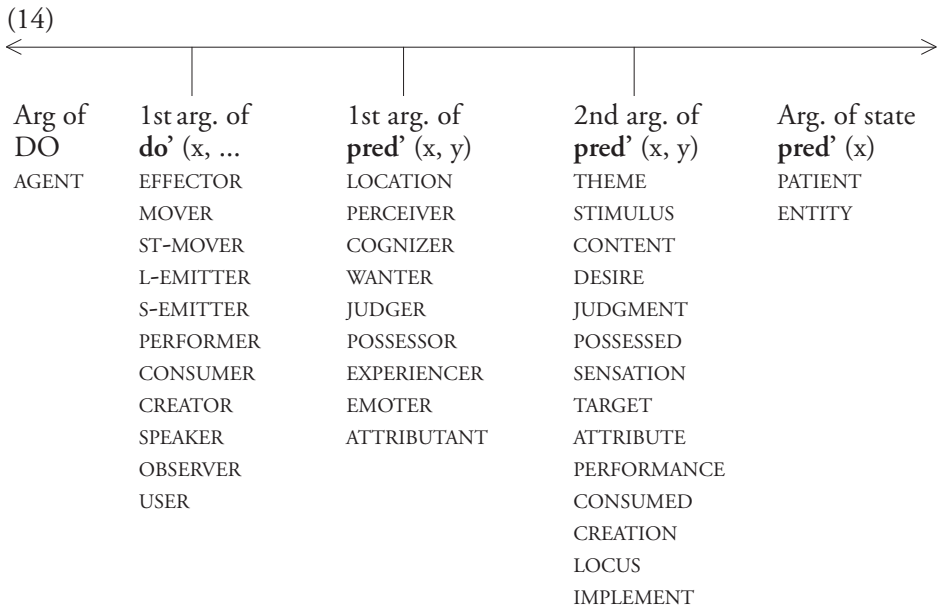 (14)
Arg of 1st arg. of 1st arg. of 2nd arg. of Arg. of state
DO do’ (x, ... pred’ (x, y) pred’ (x, y) pred’ (x)
AGENT EFFECTOR LOCATION THEME PATIENT
MOVER PERCEIVER STIMULUS ENTITY
ST-MOVER COGNIZER CONTENT
L-EMITTER WANTER DESIRE
S-EMITTER JUDGER JUDGMENT
PERFORMER POSSESSOR POSSESSED
CONSUMER EXPERIENCER SENSATION
CREATOR EMOTER TARGET
SPEAKER ATTRIBUTANT ATTRIBUTE
OBSERVER PERFORMANCE
USER CONSUMED
CREATION
LOCUS
IMPLEMENT